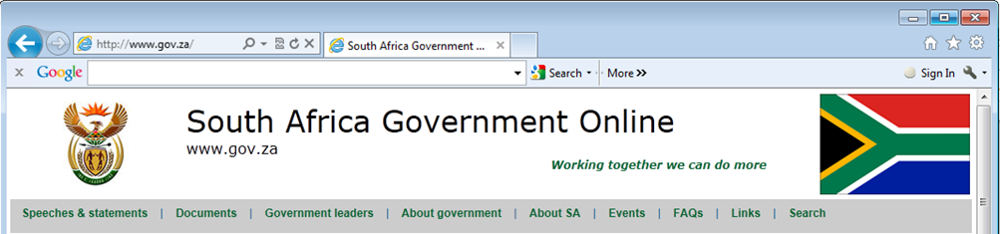 http://www.gov.za/
South Africa Government ...
x Google
Search
More »
Sign In
South Africa Government Online
www.gov.za
Working together we can do more
Speeches & statements | Documents | Government leaders | About government | About SA | Events | FAQs | Links | Search